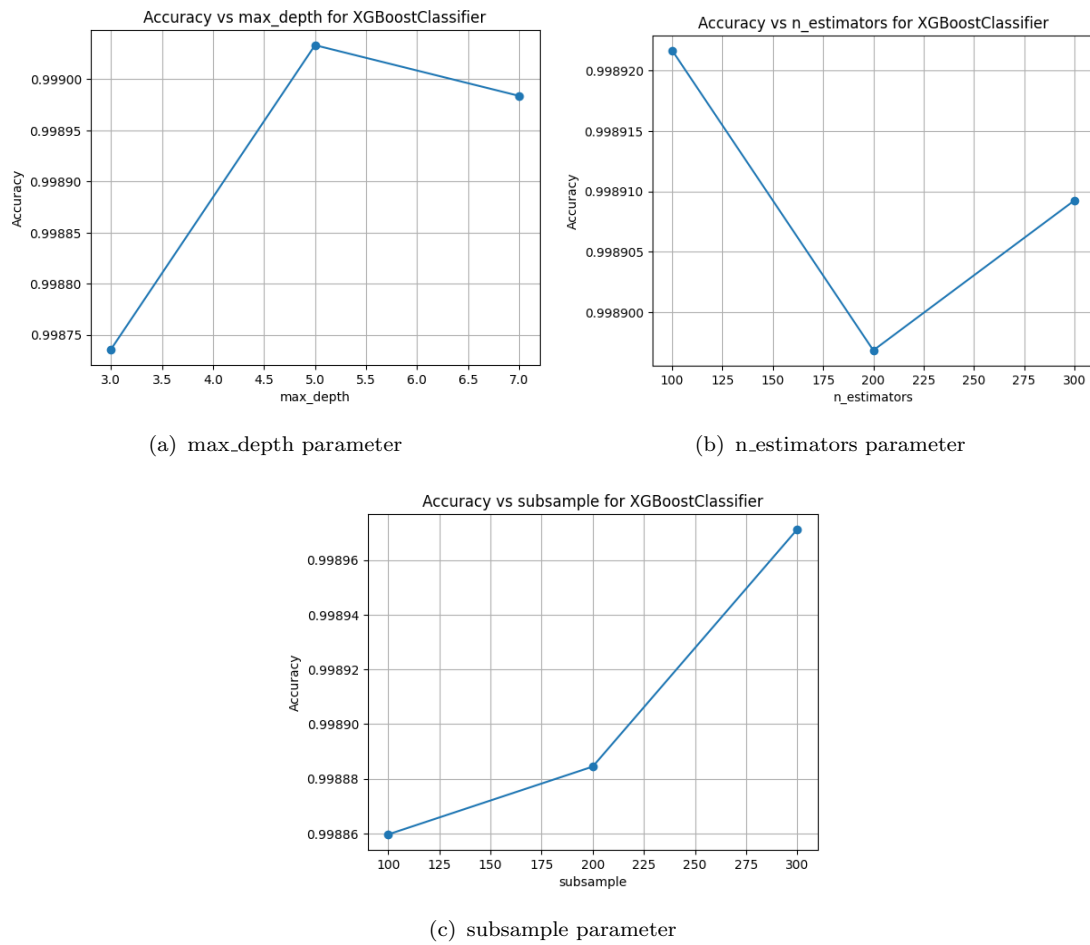 Accuracy vs max_depth for XGBoostClassifier
0.99900
0.99895
0.99890
0.99885
0.99880
0.99875
Accuracy
3.0 3.5 4.0 4.5 5.0 5.5 6.0 6.5 7.0
max_depth
(a) max_depth parameter
Accuracy vs n_estimators for XGBoostClassifier
0.998920
0.998915
0.998910
0.998905
0.998900
Accuracy
100 125 150 175 200 225 250 275 300
n_estimators
(b) n_estimators parameter
Accuracy vs subsample for XGBoostClassifier
0.99896
0.99894
0.99892
0.99890
0.99888
0.99886
Accuracy
100 125 150 175 200 225 250 275 300
subsample
(c) subsample parameter